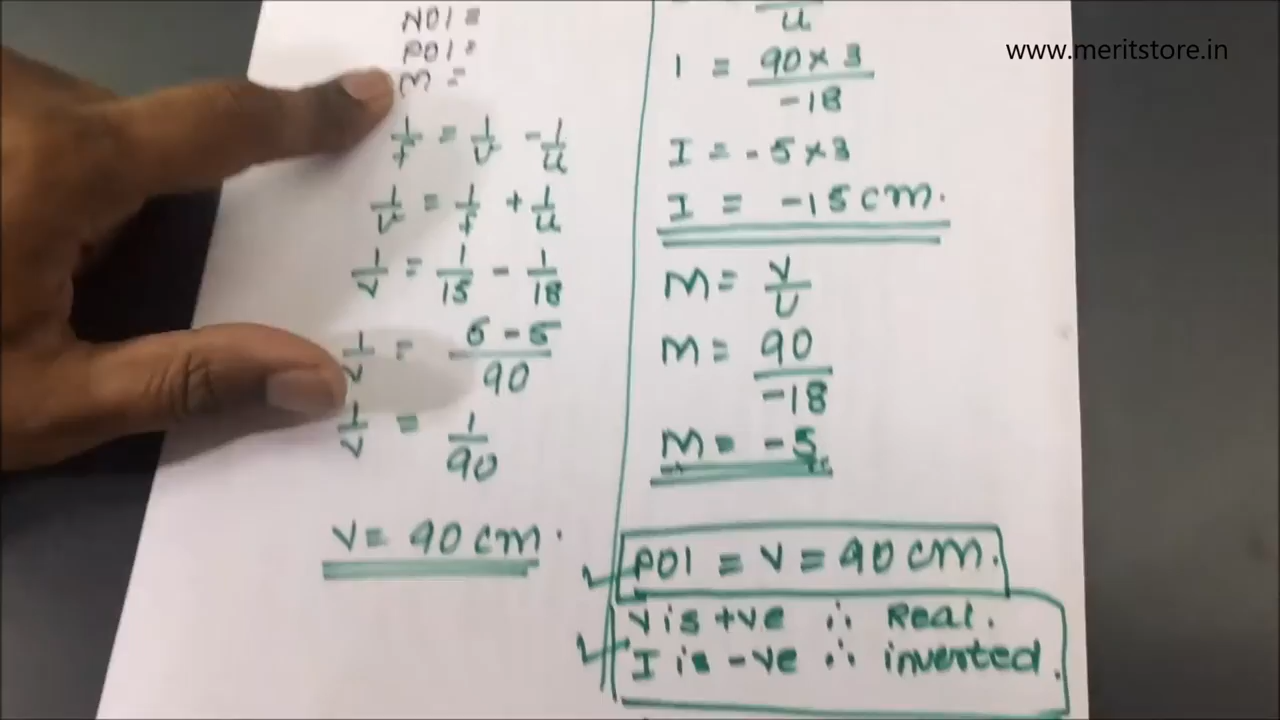 www.meritstore.in
NOI =
POI =
M =
1/f = 1/v - 1/u
1/v = 1/f + 1/u
1/v = 1/15 - 1/18
1/v = 6-5/90
1/v = 1/90
V = 90 cm.
u
I = 90 x 3/-18
I = -5 x 3
I = -15 cm.
M = V/U
M = 90/-18
M = -5
POI = V = 90 cm.
V is +ve ∴ Real.
I is -ve ∴ inverted.